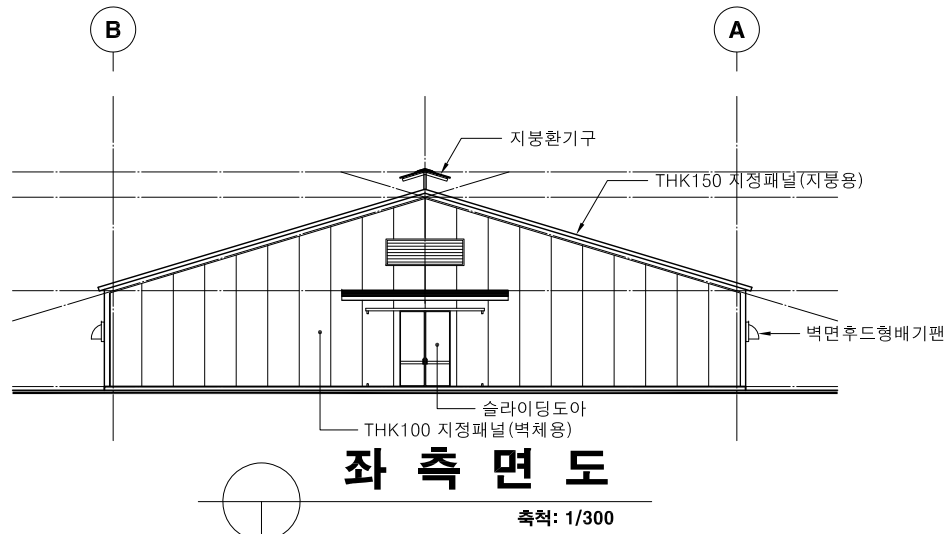 B
A
지붕환기구
THK150 지정패널(지붕용)
벽면후드형배기팬
슬라이딩도아
THK100 지정패널(벽체용)
좌 측 면 도
축척: 1/300